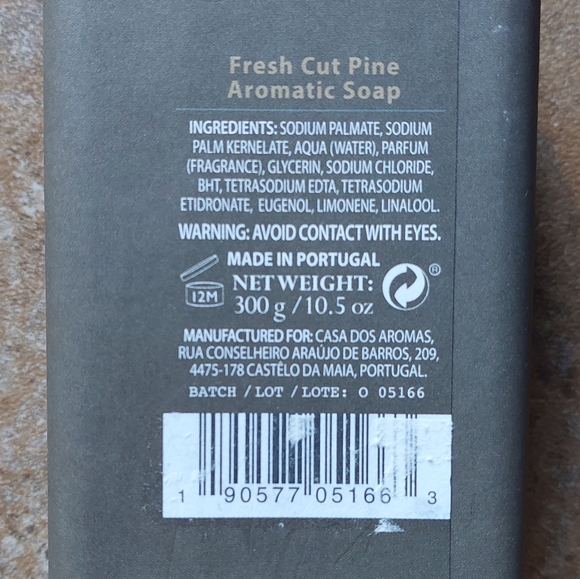 Fresh Cut Pine
Aromatic Soap
INGREDIENTS: SODIUM PALMATE, SODIUM
PALM KERNELATE, AQUA (WATER), PARFUM
(FRAGRANCE), GLYCERIN, SODIUM CHLORIDE,
BHT, TETRASODIUM EDTA, TETRASODIUM
ETIDRONATE, EUGENOL, LIMONENE, LINALOOL.
WARNING: AVOID CONTACT WITH EYES.
MADE IN PORTUGAL
12M
NET WEIGHT:
300 g / 10.5 oz
®
MANUFACTURED FOR: CASA DOS AROMAS,
RUA CONSELHEIRO ARAÚJO DE BARROS, 209,
4475-178 CASTÊLO DA MAIA, PORTUGAL.
BATCH / LOT / LOTE: O 05166
1 90577 05166 3